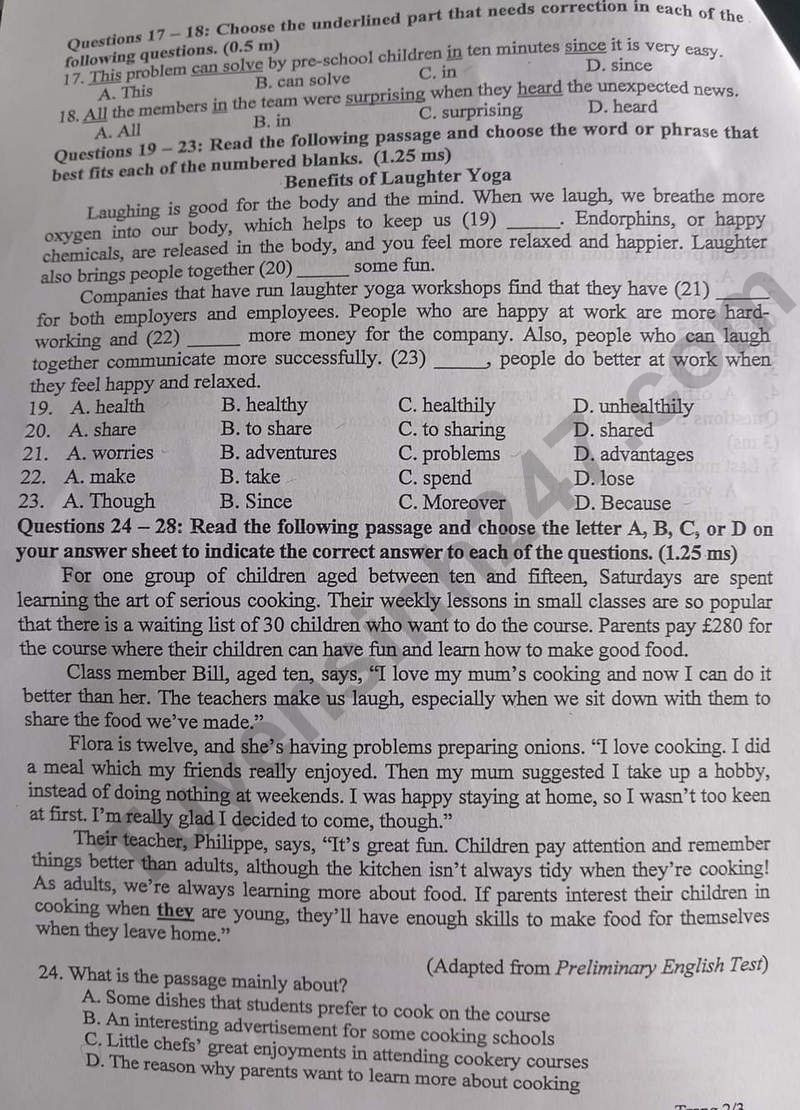 Questions 17 – 18: Choose the underlined part that needs correction in each of the
following questions. (0.5 m)
17. This problem can solve by pre-school children in ten minutes since it is very easy.
A. This B. can solve C. in D. since
18. All the members in the team were surprising when they heard the unexpected news.
A. All B. in C. surprising D. heard
Questions 19 – 23: Read the following passage and choose the word or phrase that
best fits each of the numbered blanks. (1.25 ms)
Benefits of Laughter Yoga
Laughing is good for the body and the mind. When we laugh, we breathe more
oxygen into our body, which helps to keep us (19) _____. Endorphins, or happy
chemicals, are released in the body, and you feel more relaxed and happier. Laughter
also brings people together (20) _____ some fun.
Companies that have run laughter yoga workshops find that they have (21) _____
for both employers and employees. People who are happy at work are more hard-
working and (22) _____ more money for the company. Also, people who can laugh
together communicate more successfully. (23) _____, people do better at work when
they feel happy and relaxed.
19. A. health B. healthy C. healthily D. unhealthily
20. A. share B. to share C. to sharing D. shared
21. A. worries B. adventures C. problems D. advantages
22. A. make B. take C. spend D. lose
23. A. Though B. Since C. Moreover D. Because
Questions 24 – 28: Read the following passage and choose the letter A, B, C, or D on
your answer sheet to indicate the correct answer to each of the questions. (1.25 ms)
For one group of children aged between ten and fifteen, Saturdays are spent
learning the art of serious cooking. Their weekly lessons in small classes are so popular
that there is a waiting list of 30 children who want to do the course. Parents pay £280 for
the course where their children can have fun and learn how to make good food.
Class member Bill, aged ten, says, “I love my mum’s cooking and now I can do it
better than her. The teachers make us laugh, especially when we sit down with them to
share the food we’ve made.”
Flora is twelve, and she’s having problems preparing onions. “I love cooking. I did
a meal which my friends really enjoyed. Then my mum suggested I take up a hobby,
instead of doing nothing at weekends. I was happy staying at home, so I wasn’t too keen
at first. I’m really glad I decided to come, though.”
Their teacher, Philippe, says, “It’s great fun. Children pay attention and remember
things better than adults, although the kitchen isn’t always tidy when they’re cooking!
As adults, we’re always learning more about food. If parents interest their children in
cooking when they are young, they’ll have enough skills to make food for themselves
when they leave home.”
(Adapted from Preliminary English Test)
24. What is the passage mainly about?
A. Some dishes that students prefer to cook on the course
B. An interesting advertisement for some cooking schools
C. Little chefs’ great enjoyments in attending cookery courses
D. The reason why parents want to learn more about cooking